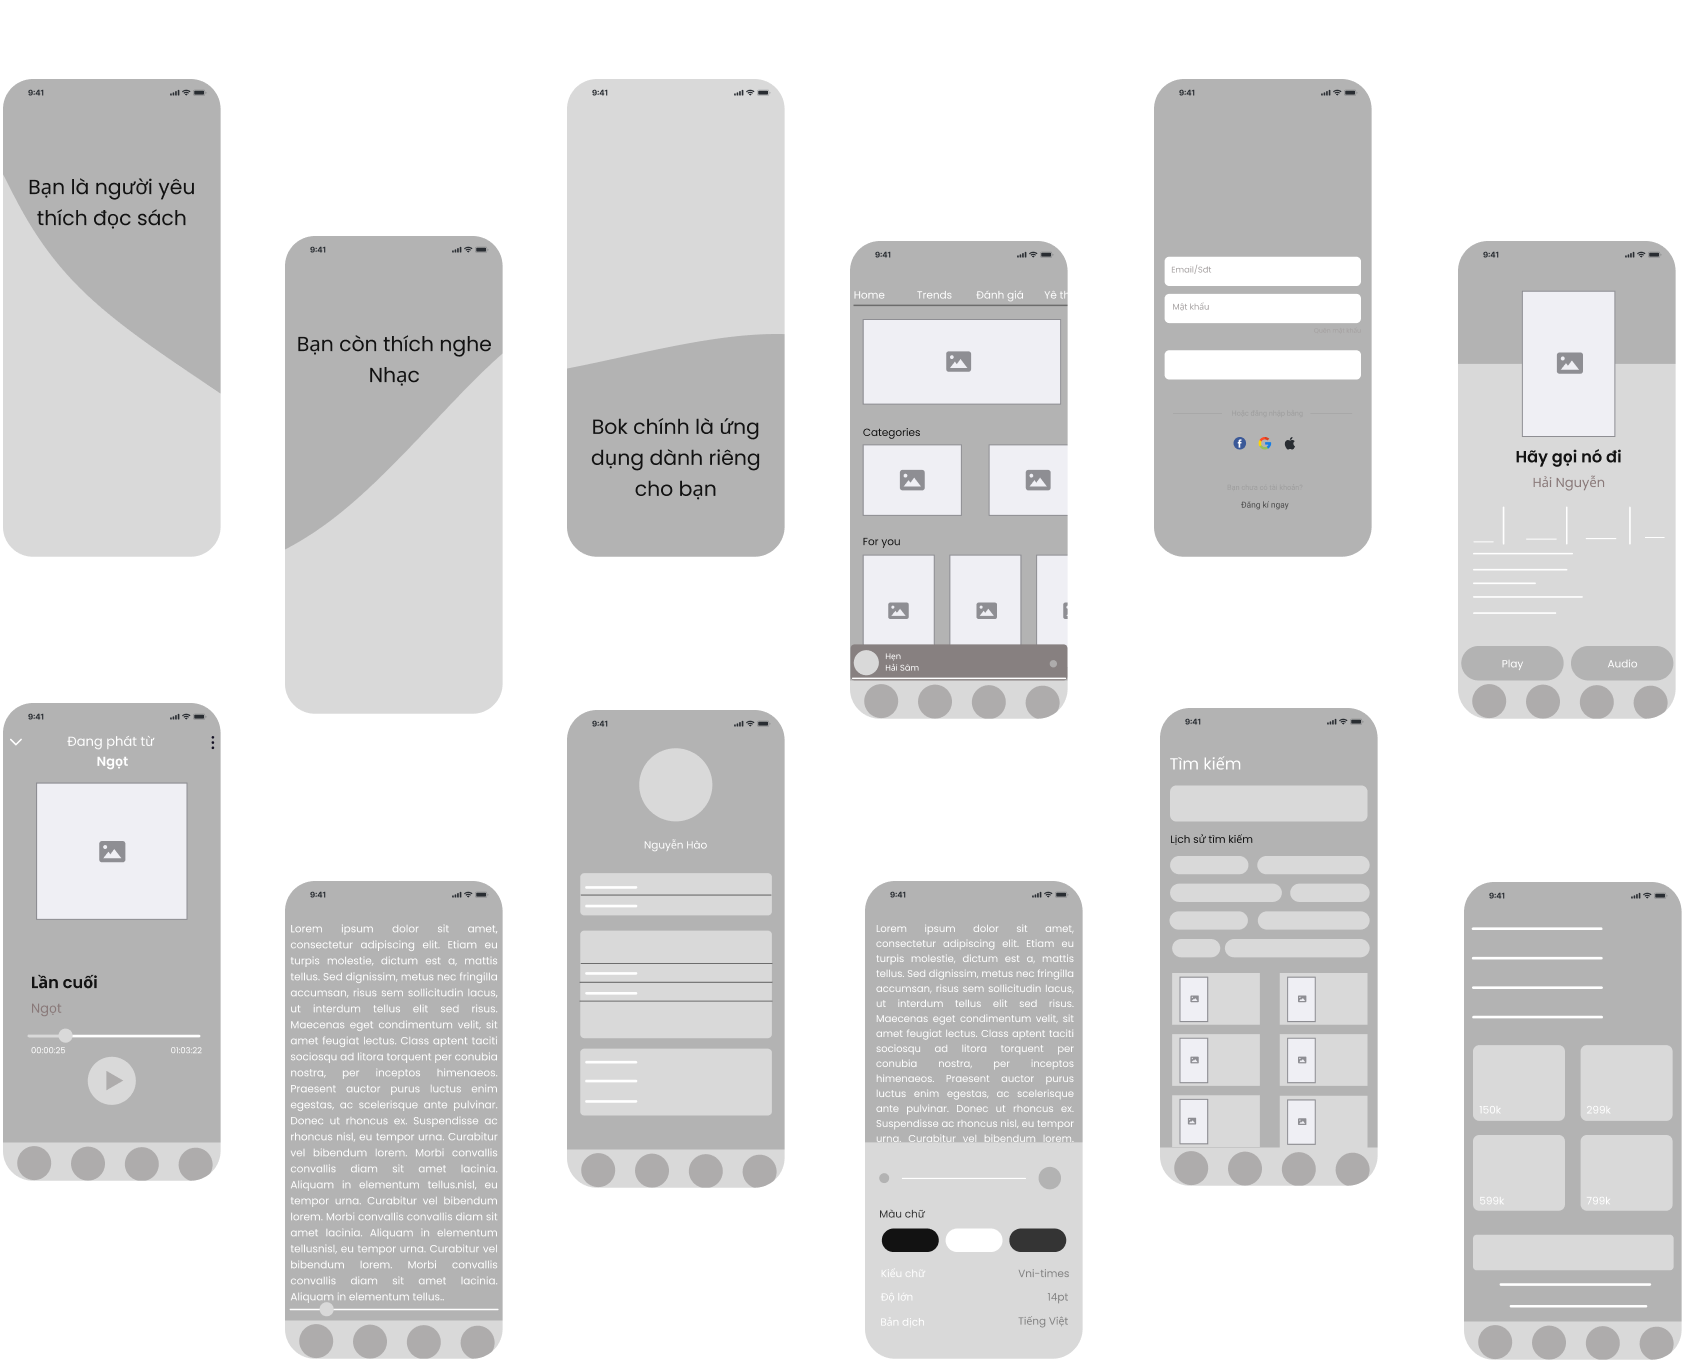 9:41
Bạn là người yêu
thích đọc sách
9:41
Bạn còn thích nghe
Nhạc
9:41
Bok chính là ứng
dụng dành riêng
cho bạn
9:41
Home Trends Đánh giá Yê th
Categories
For you
Hẹn
Hải Sâm
9:41
Email/Sdt
Mật khẩu
Quên mật khẩu
Hoặc đăng nhập bằng
Bạn chưa có tài khoản?
Đăng kí ngay
9:41
Hãy gọi nó đi
Hải Nguyễn
Play Audio
9:41
Đang phát từ
Ngọt
Lần cuối
Ngọt
00:00:25 01:03:22
9:41
Lorem ipsum dolor sit amet,
consectetur adipiscing elit. Etiam eu
turpis molestie, dictum est a, mattis
tellus. Sed dignissim, metus nec fringilla
accumsan, risus sem sollicitudin lacus,
ut interdum tellus elit sed risus.
Maecenas eget condimentum velit, sit
amet feugiat lectus. Class aptent taciti
sociosqu ad litora torquent per conubia
nostra, per inceptos himenaeos.
Praesent auctor purus luctus enim
egestas, ac scelerisque ante pulvinar.
Donec ut rhoncus ex. Suspendisse ac
rhoncus nisl, eu tempor urna. Curabitur
vel bibendum lorem. Morbi convallis
convallis diam sit amet lacinia.
Aliquam in elementum tellus.nisl, eu
tempor urna. Curabitur vel bibendum
lorem. Morbi convallis convallis diam sit
amet lacinia. Aliquam in elementum
tellusnisl, eu tempor urna. Curabitur vel
bibendum lorem. Morbi convallis
convallis diam sit amet lacinia.
Aliquam in elementum tellus..
9:41
Nguyễn Hào
9:41
Lorem ipsum dolor sit amet,
consectetur adipiscing elit. Etiam eu
turpis molestie, dictum est a, mattis
tellus. Sed dignissim, metus nec fringilla
accumsan, risus sem sollicitudin lacus,
ut interdum tellus elit sed risus.
Maecenas eget condimentum velit, sit
amet feugiat lectus. Class aptent taciti
sociosqu ad litora torquent per
conubia nostra, per inceptos
himenaeos. Praesent auctor purus
luctus enim egestas, ac scelerisque
ante pulvinar. Donec ut rhoncus ex.
Suspendisse ac rhoncus nisl, eu tempor
urna. Curabitur vel bibendum lorem.
Màu chữ
Kiểu chữ Vni-times
Độ lớn 14pt
Bản dịch Tiếng Việt
9:41
Tìm kiếm
Lịch sử tìm kiếm
9:41
150k 299k
599k 799k